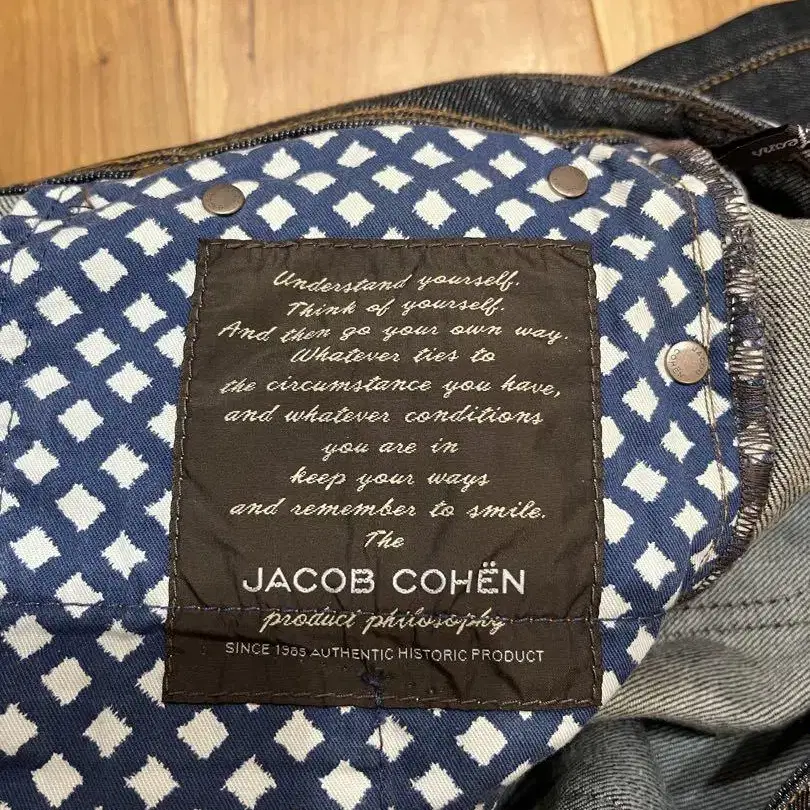 Understand yourself.
Think of yourself.
And then go your own way.
Whatever ties to
the circumstance you have,
and whatever conditions
you are in
keep your ways
and remember to smile.
The
JACOB COHËN
product philosophy
SINCE 1985 AUTHENTIC HISTORIC PRODUCT